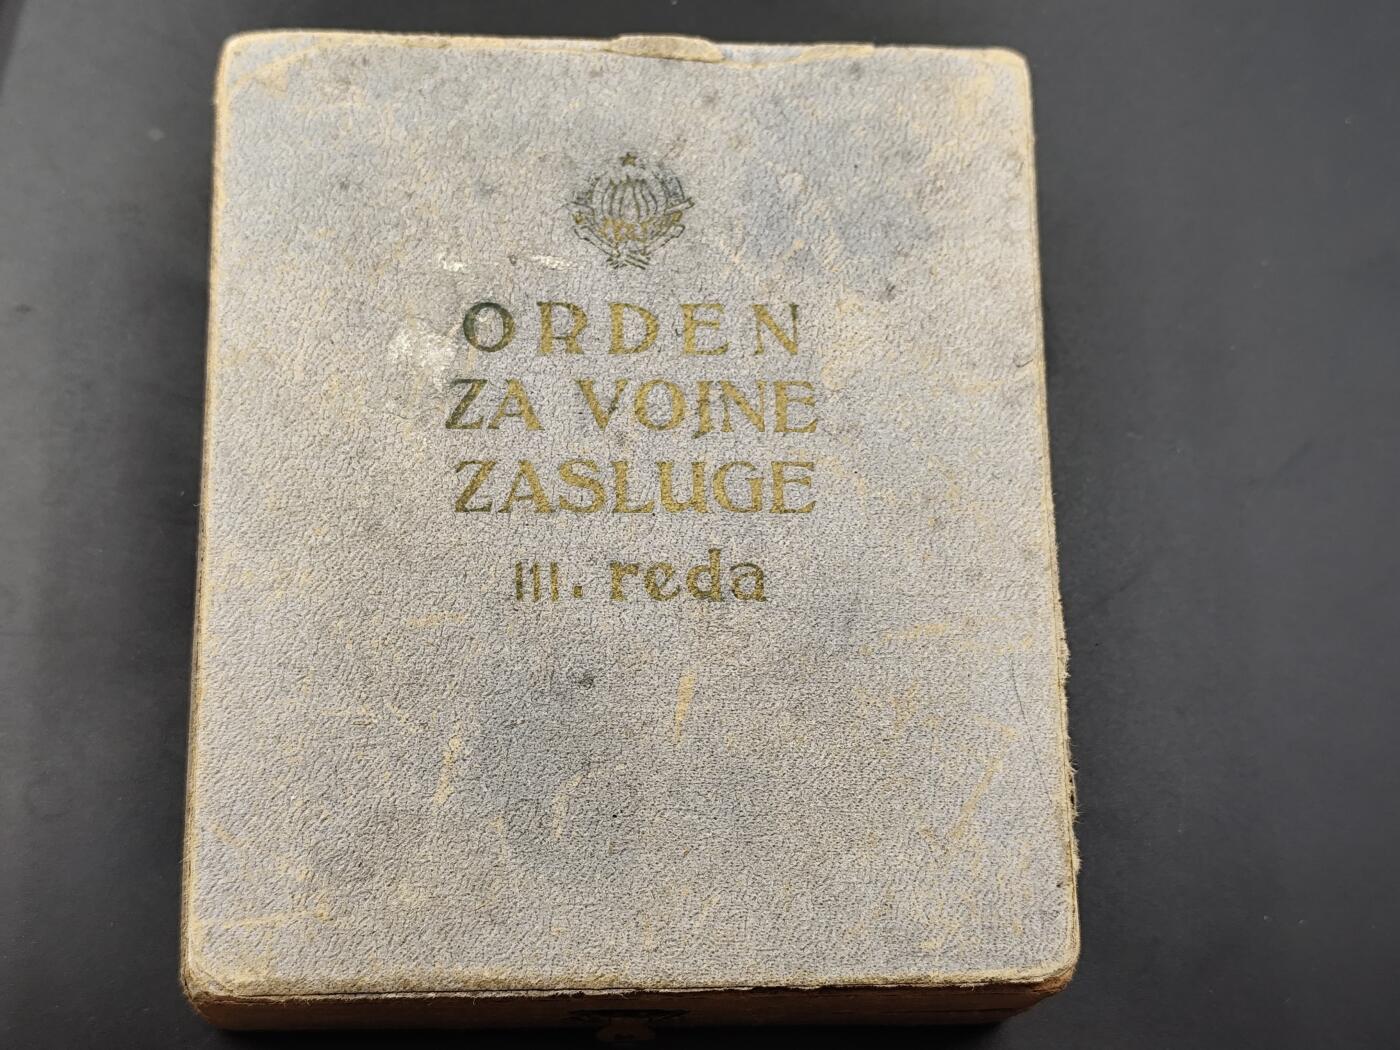 ORDEN
ZA VOJNE
ZASLUGE
III. reda